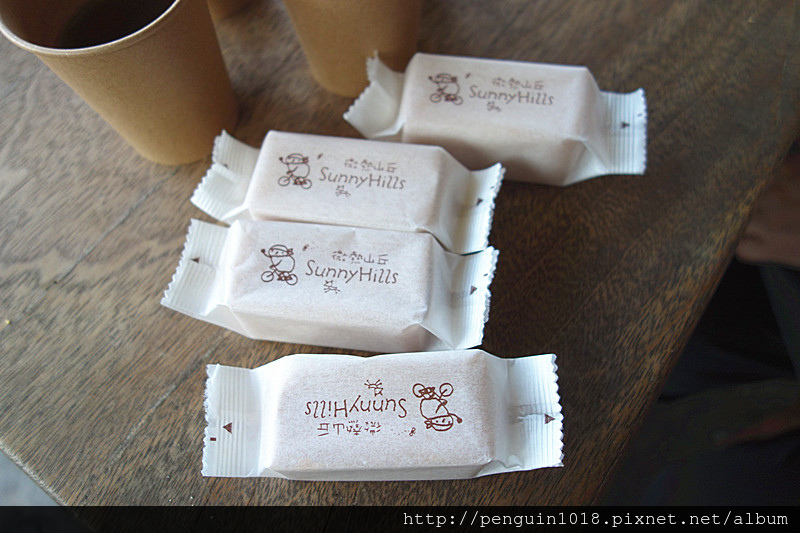 微熱山丘
SunnyHills
微熱山丘
SunnyHills
微熱山丘
SunnyHills
微熱山丘
SunnyHills
http://penguin1018.pixnet.net/album